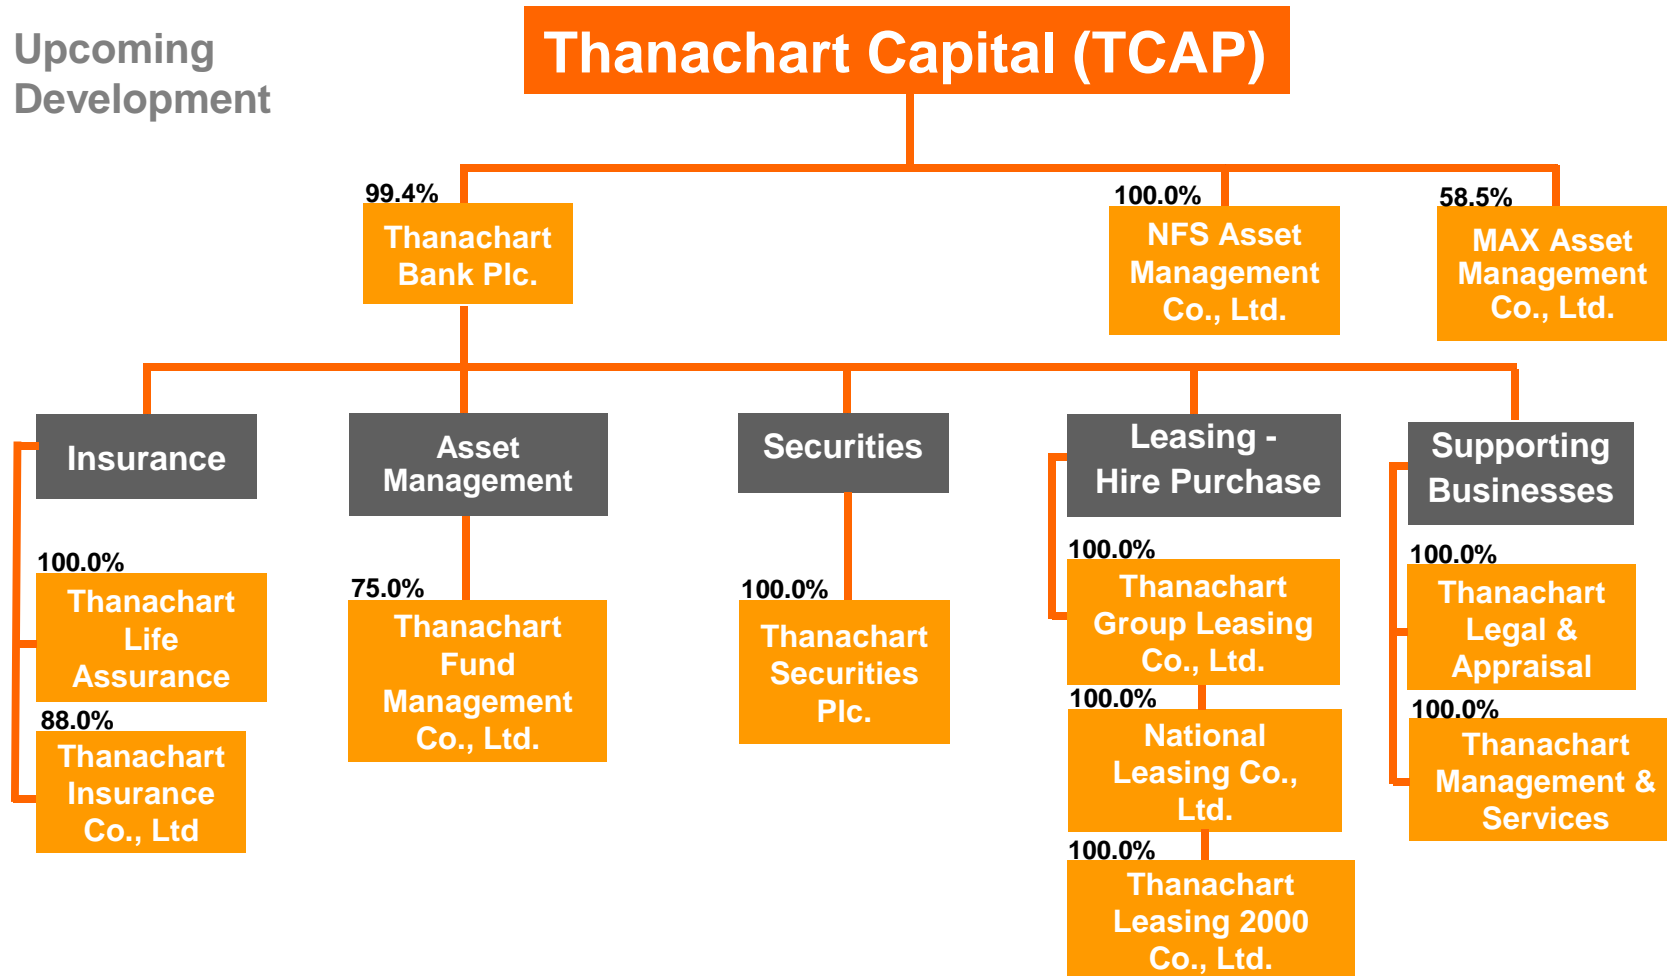 Upcoming
Development
Thanachart Capital (TCAP)
99.4%
Thanachart
Bank Plc.
100.0%
NFS Asset
Management
Co., Ltd.
58.5%
MAX Asset
Management
Co., Ltd.
Insurance
100.0%
Thanachart
Life
Assurance
88.0%
Thanachart
Insurance
Co., Ltd
Asset
Management
75.0%
Thanachart
Fund
Management
Co., Ltd.
Securities
100.0%
Thanachart
Securities
Plc.
Leasing -
Hire Purchase
100.0%
Thanachart
Group Leasing
Co., Ltd.
100.0%
National
Leasing Co.,
Ltd.
100.0%
Thanachart
Leasing 2000
Co., Ltd.
Supporting
Businesses
100.0%
Thanachart
Legal &
Appraisal
100.0%
Thanachart
Management &
Services